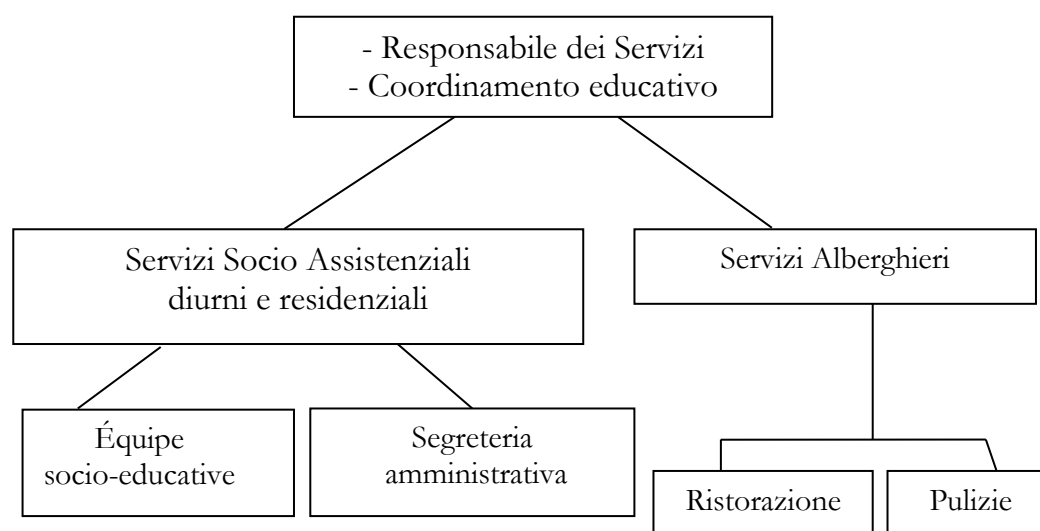 - Responsabile dei Servizi
- Coordinamento educativo
Servizi Socio Assistenziali
diurni e residenziali
Servizi Alberghieri
Équipe
socio-educative
Segreteria
amministrativa
Ristorazione
Pulizie